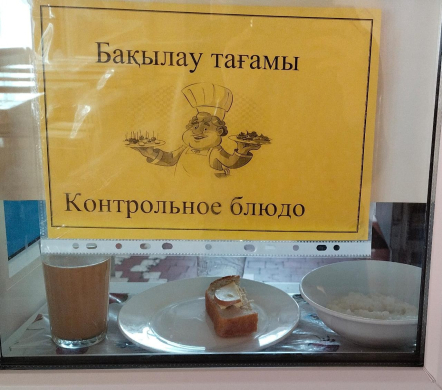 Бақылау тағамы
Контрольное блюдо